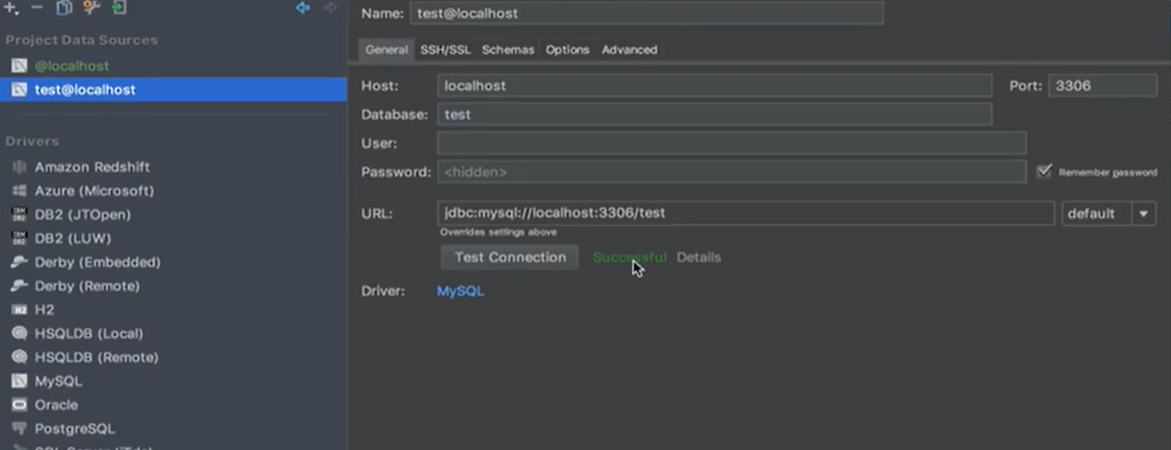 Name: test@localhost
Project Data Sources
@localhost
test@localhost
General SSH/SSL Schemas Options Advanced
Host: localhost Port: 3306
Database: test
User:
Password: <hidden> Remember password
URL: jdbc:mysql://localhost:3306/test default
Overrides settings above
Test Connection Successful Details
Driver: MySQL
Drivers
Amazon Redshift
Azure (Microsoft)
DB2 (JTOpen)
DB2 (LUW)
Derby (Embedded)
Derby (Remote)
H2
HSQLDB (Local)
HSQLDB (Remote)
MySQL
Oracle
PostgreSQL